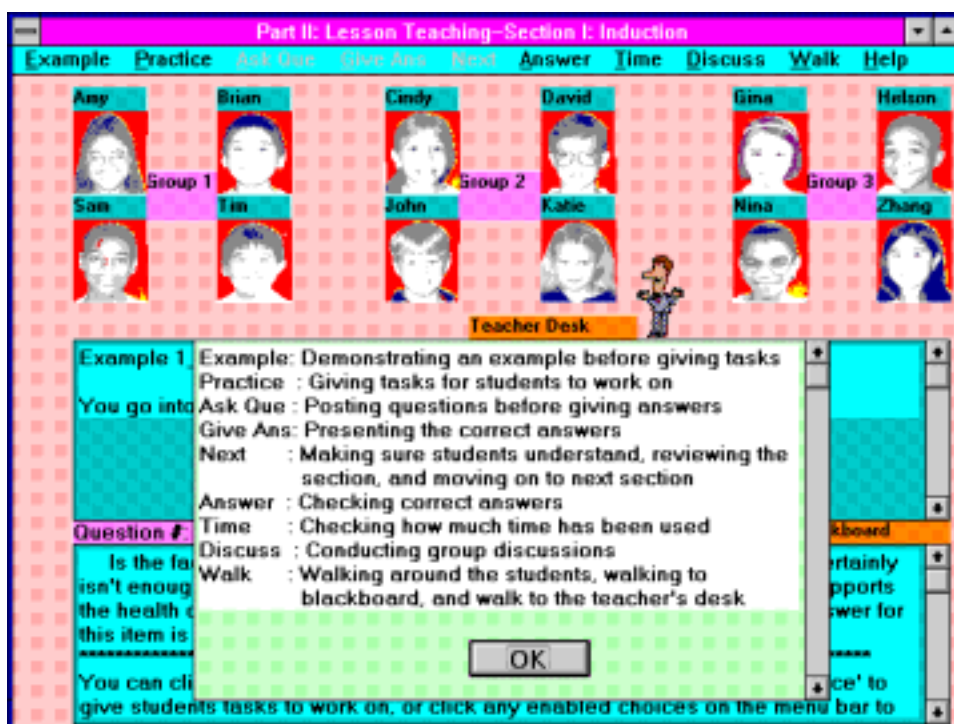 Part II: Lesson Teaching–Section I: Induction
Example Practice Ask Que Give Ans Next Answer Time Discuss Walk Help
Amy Brian Cindy David Gina Helson
Group 1 Group 2 Group 3
Sam Tim John Katie Nina Zhang
Teacher Desk
Example 1
You go into
Example: Demonstrating an example before giving tasks
Practice : Giving tasks for students to work on
Ask Que : Posting questions before giving answers
Give Ans: Presenting the correct answers
Next : Making sure students understand, reviewing the
section, and moving on to next section
Answer : Checking correct answers
Time : Checking how much time has been used
Discuss : Conducting group discussions
Walk : Walking around the students, walking to
blackboard, and walk to the teacher's desk
OK
Question #: kboard
Is the fa rtainly
isn't enoug pports
the health swer for
this item is
********** **
You can cli ce' to
give students tasks to work on, or click any enabled choices on the menu bar to